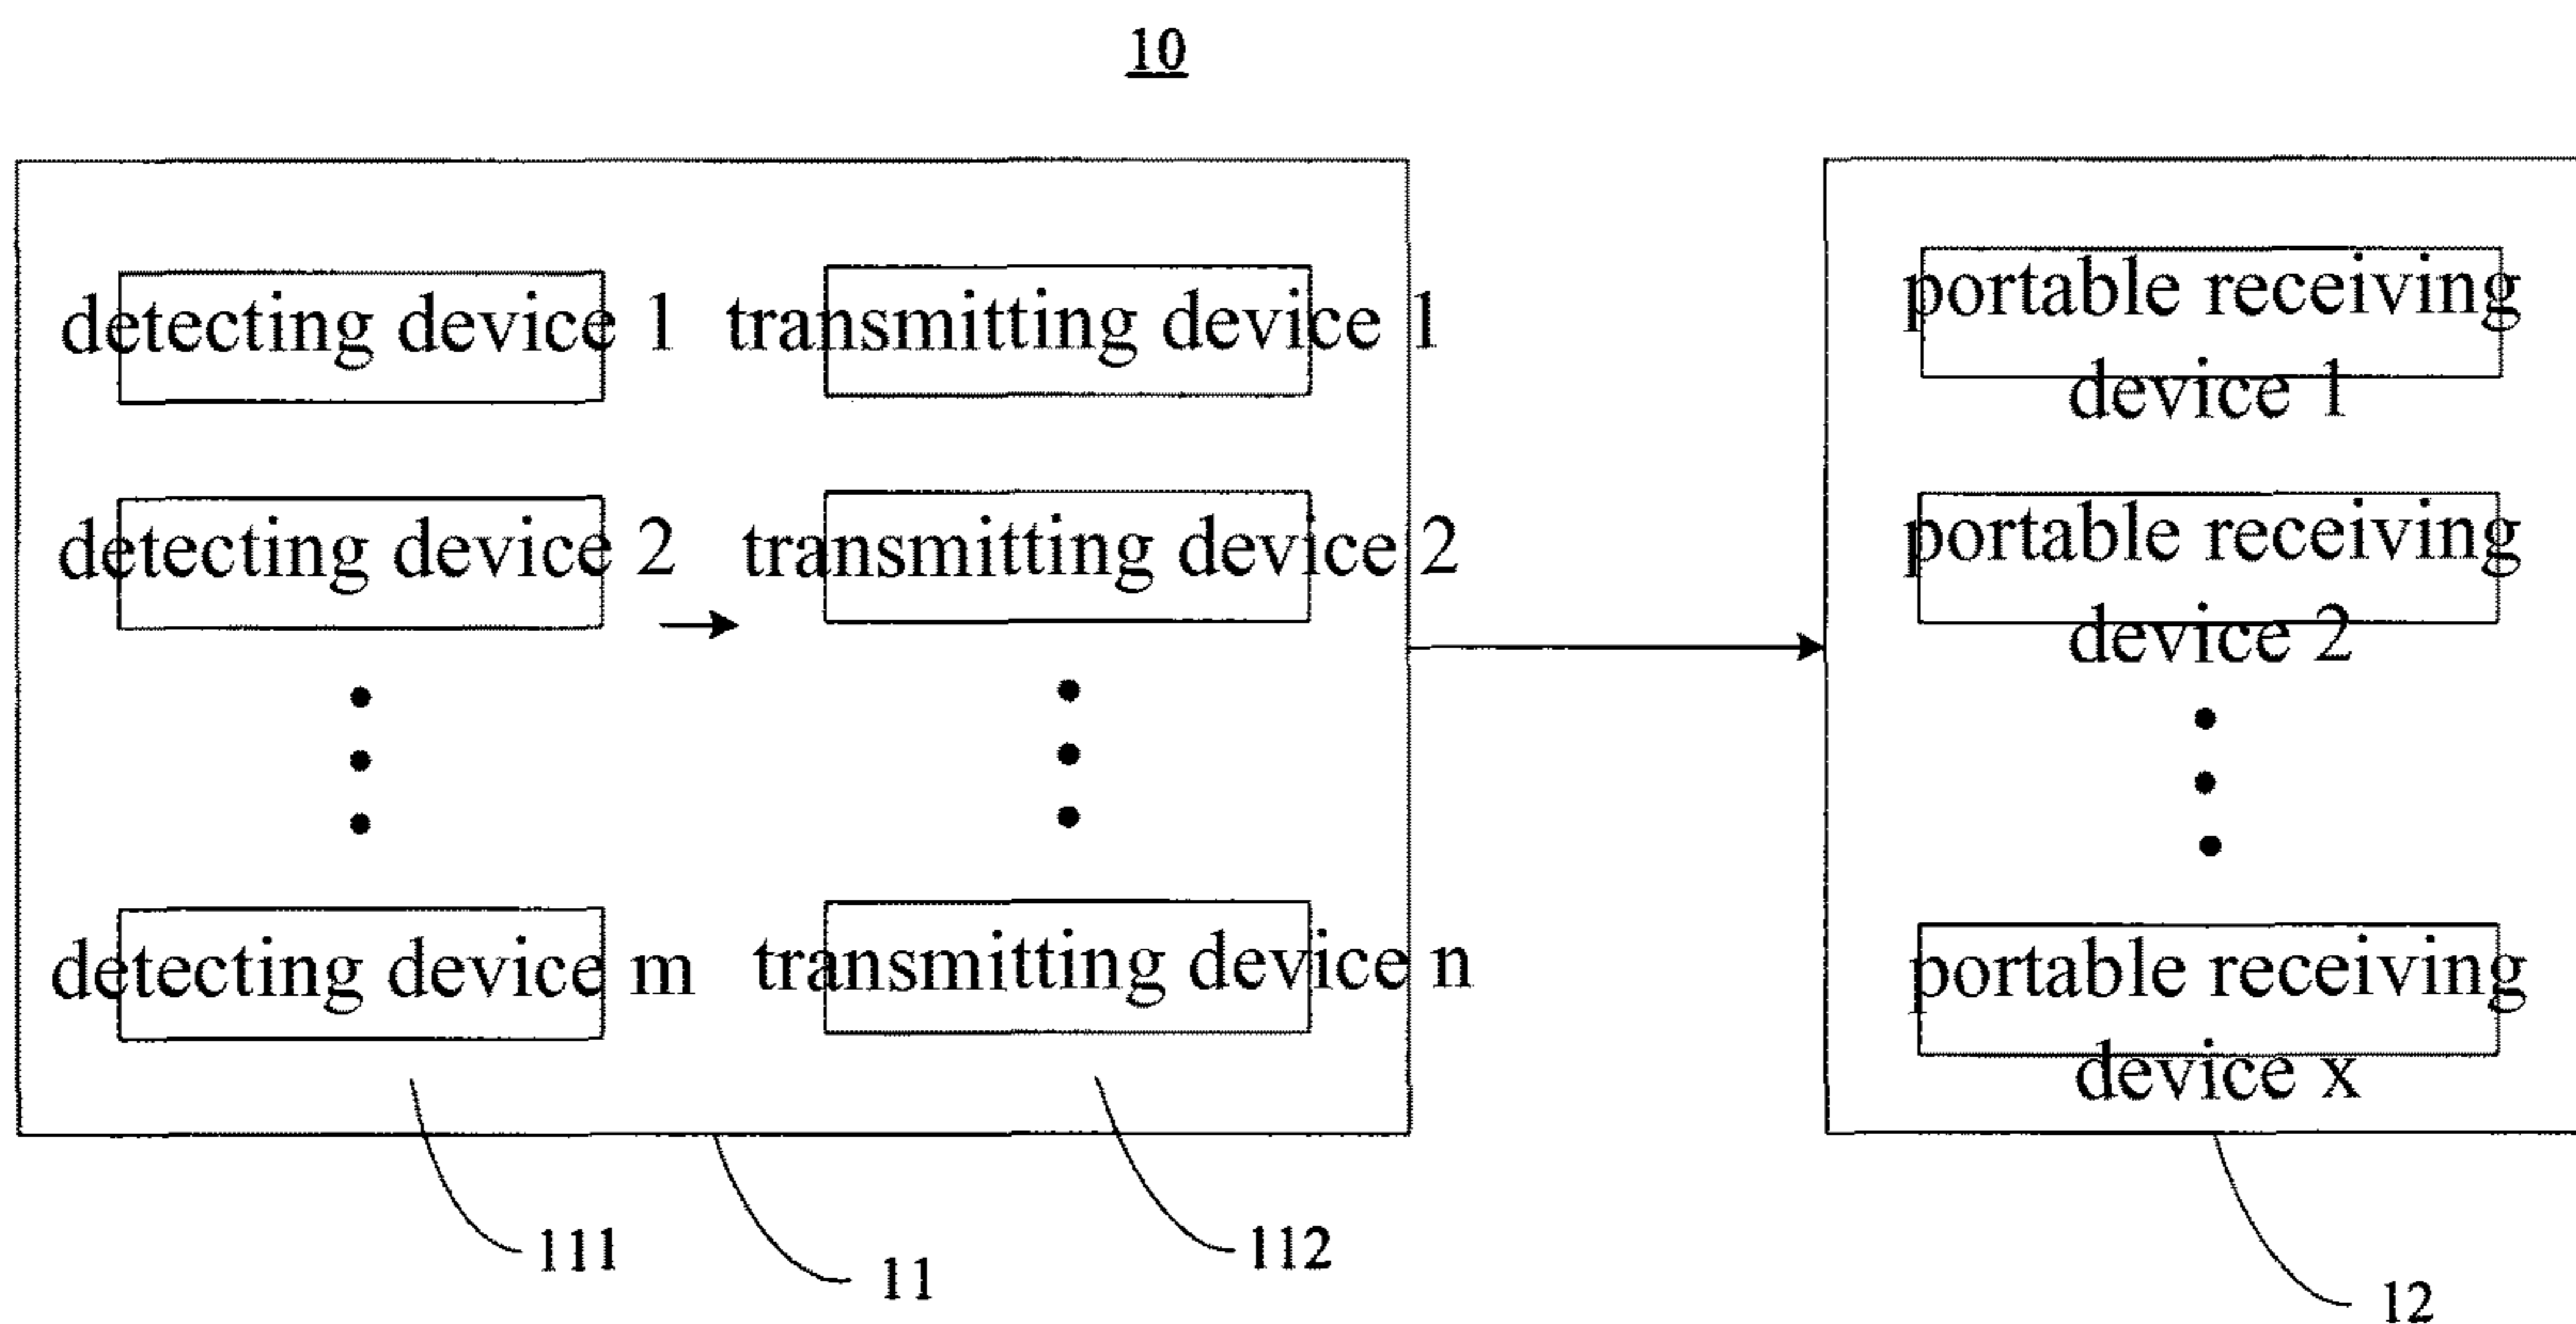 10
detecting device 1
transmitting device 1
portable receiving
device 1
detecting device 2
transmitting device 2
portable receiving
device 2
detecting device m
transmitting device n
portable receiving
device x
111
11
112
12